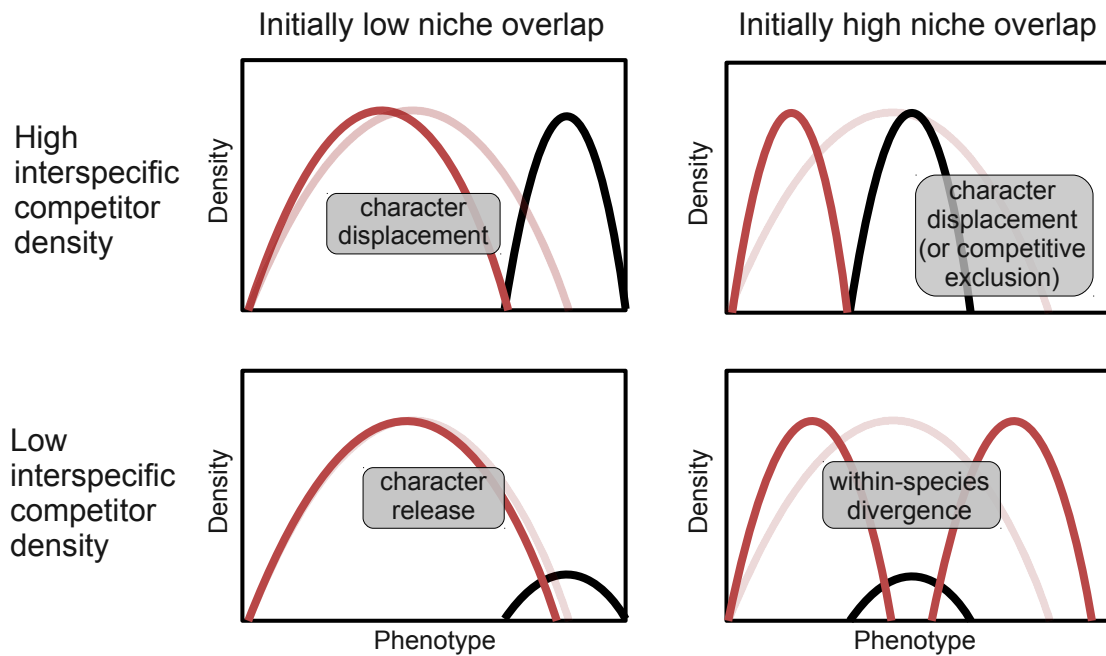 Initially low niche overlap
Initially high niche overlap
High
interspecific
competitor
density
Density
character
displacement
Density
character
displacement
(or competitive
exclusion)
Low
interspecific
competitor
density
Density
character
release
Phenotype
Density
within-species
divergence
Phenotype